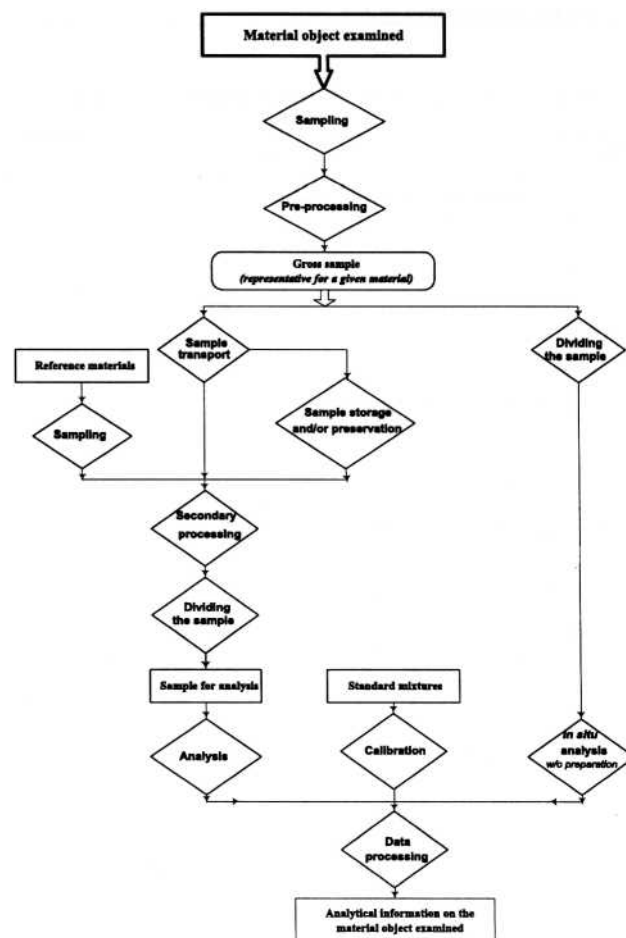 Material object examined
Sampling
Pre-processing
Gross sample
(representative for a given material)
Sample
transport
Dividing
the sample
Reference materials
Sampling
Sample storage
and/or preservation
Secondary
processing
Dividing
the sample
Sample for analysis
Standard mixtures
Analysis
Calibration
In situ
analysis
w/o preparation
Data
processing
Analytical information on the
material object examined